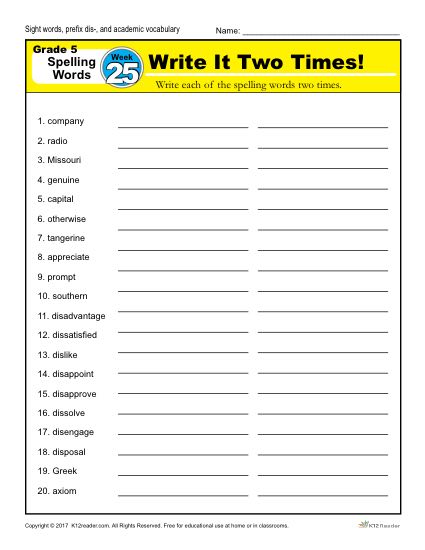 Sight words, prefix dis-, and academic vocabulary
Name:
Grade 5
Spelling
Words
Week
25
Write It Two Times!
Write each of the spelling words two times.
1. company
2. radio
3. Missouri
4. genuine
5. capital
6. otherwise
7. tangerine
8. appreciate
9. prompt
10. southern
11. disadvantage
12. dissatisfied
13. dislike
14. disappoint
15. disapprove
16. dissolve
17. disengage
18. disposal
19. Greek
20. axiom
Copyright © 2017 K12reader.com. All Rights Reserved. Free for educational use at home or in classrooms.
K12 Reader